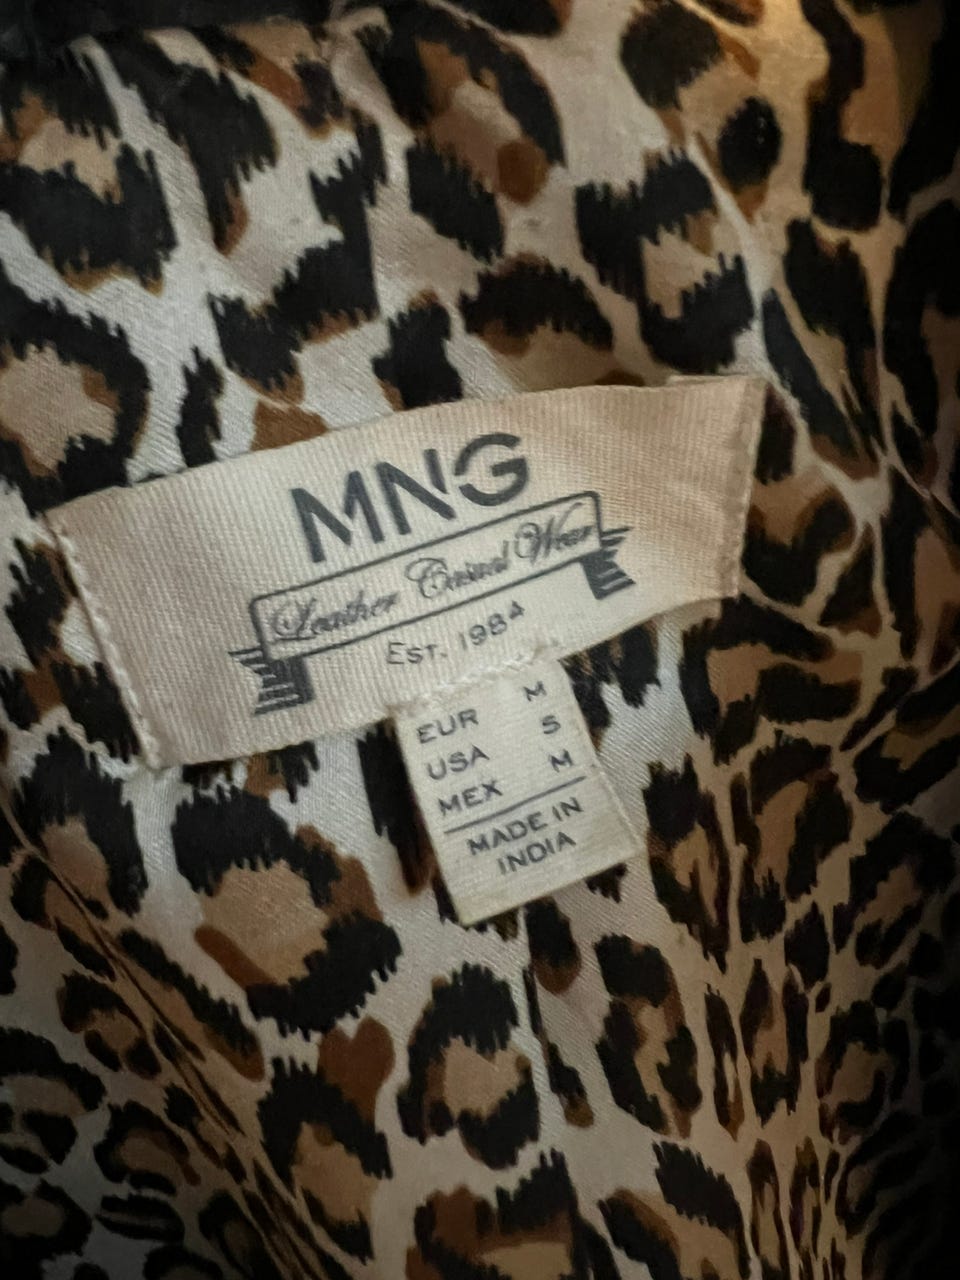 MNG
Leather Casual Wear
EST. 1984
EUR M
USA S
MEX M
MADE IN
INDIA